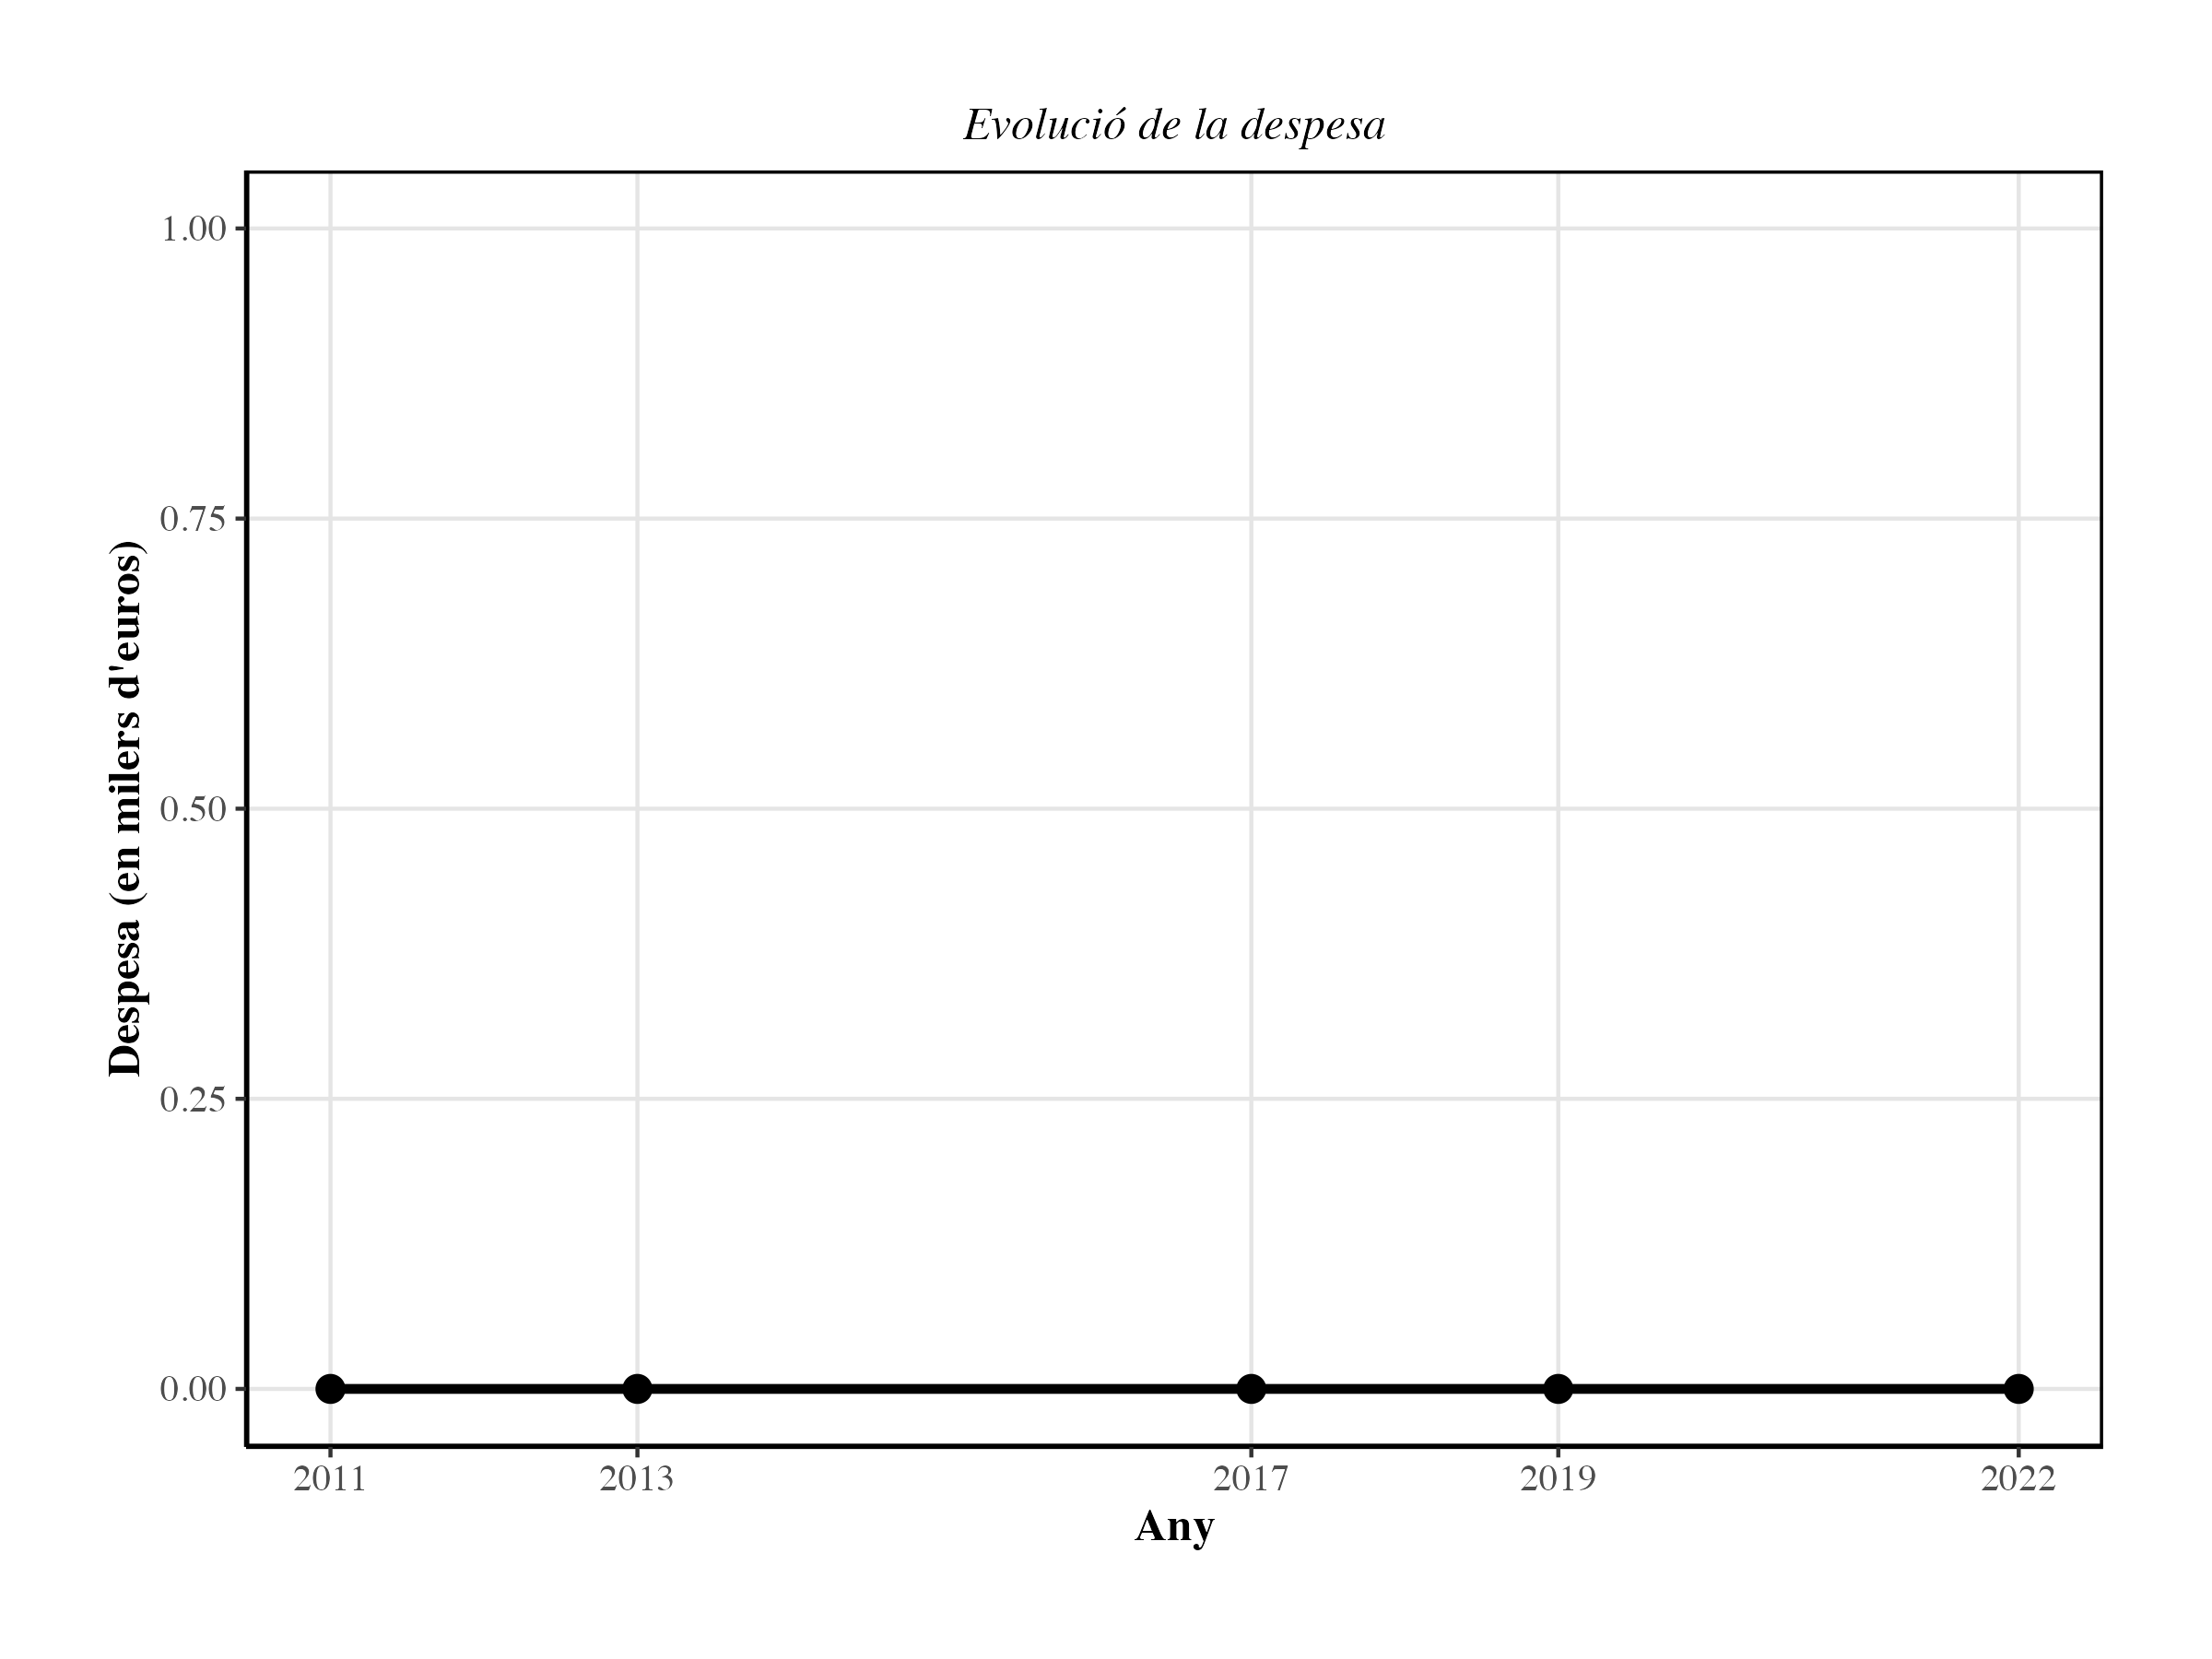 Evolució de la despesa
Despesa (en milers d'euros)
1.00
0.75
0.50
0.25
0.00
2011 2013 2017 2019 2022
Any